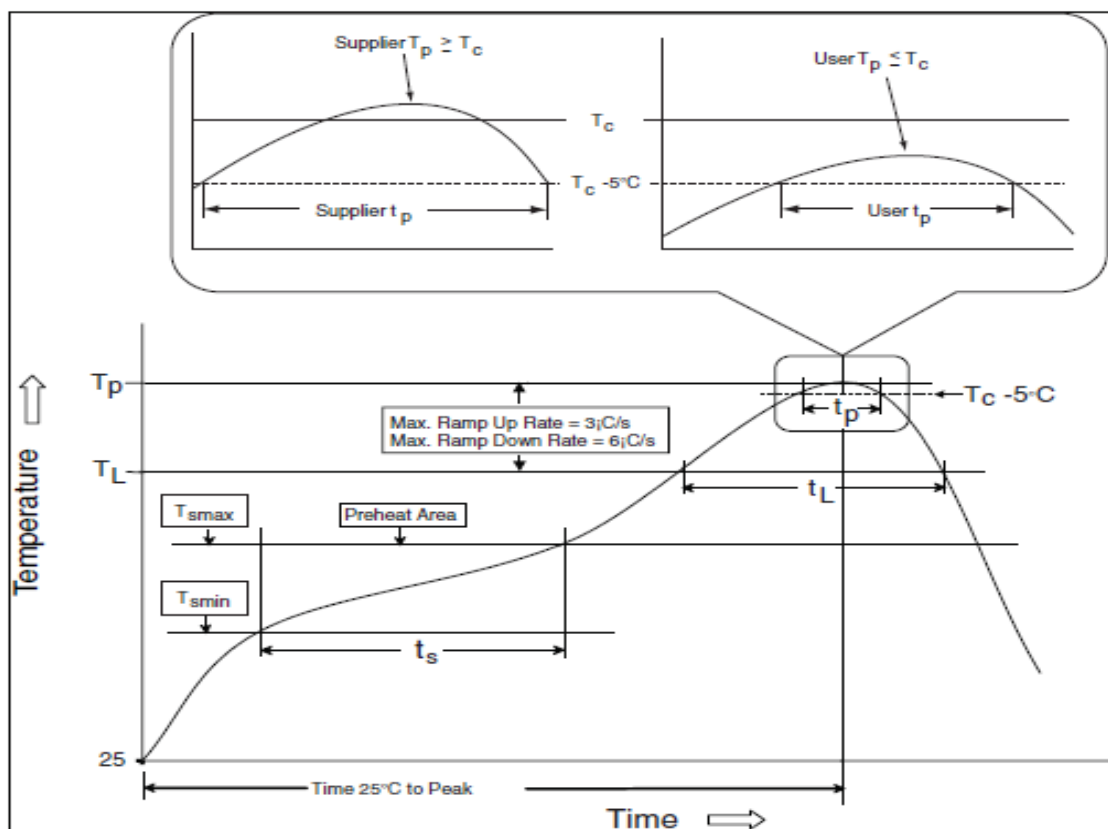 Supplier Tp ≥ Tc
User Tp ≤ Tc
Tc
Tc -5°C
Supplier tp
User tp
Tp
Tc -5°C
tp
Max. Ramp Up Rate = 3¡C/s
Max. Ramp Down Rate = 6¡C/s
TL
tL
Tsmax
Preheat Area
Tsmin
ts
Temperature
25
Time 25°C to Peak
Time